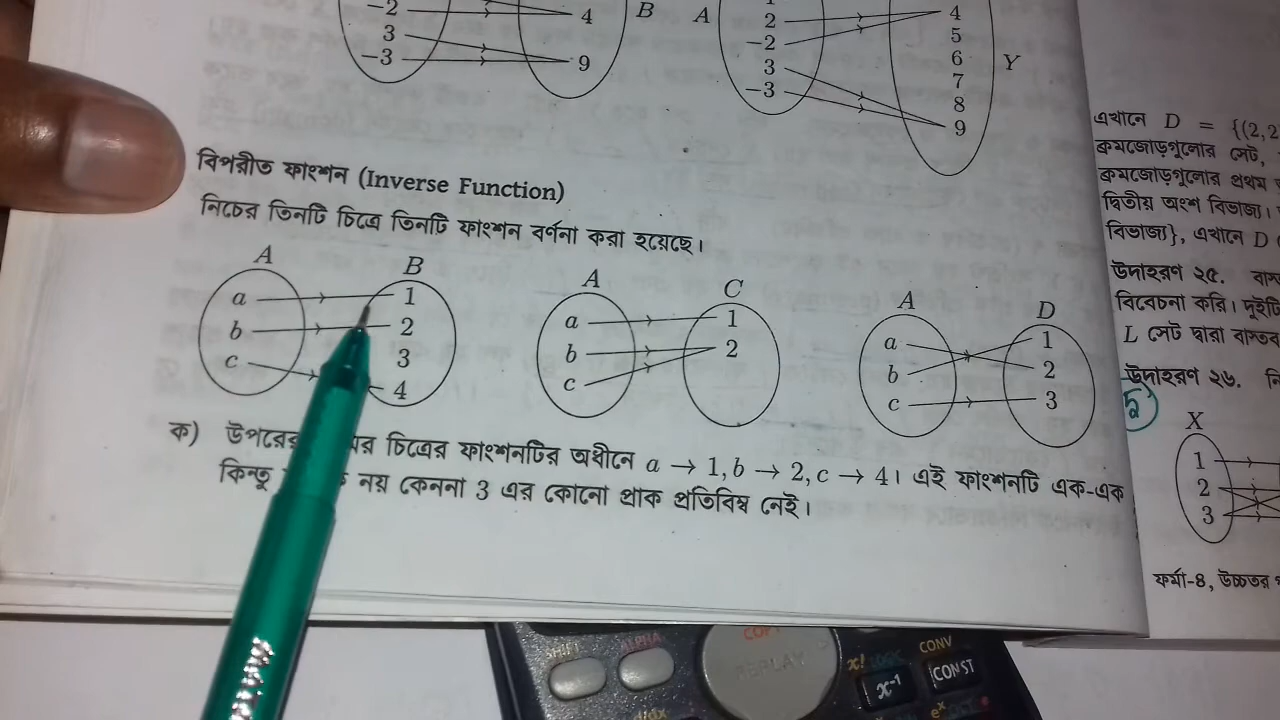 -2
4
B
3
-3
9
A
2
4
-2
5
3
6
Y
-3
7
8
9
বিপরীত ফাংশন (Inverse Function)
নিচের তিনটি চিত্রে তিনটি ফাংশন বর্ণনা করা হয়েছে।
A
B
a
1
b
2
c
3
4
A
C
a
1
b
2
c
A
D
a
1
b
2
c
3
ক) উপরের চিত্রের ফাংশনটির অধীনে a → 1, b → 2, c → 4। এই ফাংশনটি এক-এক
কিন্তু নয় কেননা 3 এর কোনো প্রাক প্রতিবিম্ব নেই।
এখানে D = {(2,2
ক্রমজোড়গুলোর সেট,
ক্রমজোড়গুলোর প্রথম
দ্বিতীয় অংশ বিভাজ্য।
বিভাজ্য}, এখানে D
উদাহরণ ২৫.
বিবেচনা করি। দুইটি
L সেট দ্বারা বাস্তব
উদাহরণ ২৬.
X
1
2
3
ফর্মা-৪, উচ্চতর
SHIFT
ALPHA
COPY
REPLAY
CONV
x! LOGIC
x⁻¹
CONST
d/dx
eˣ